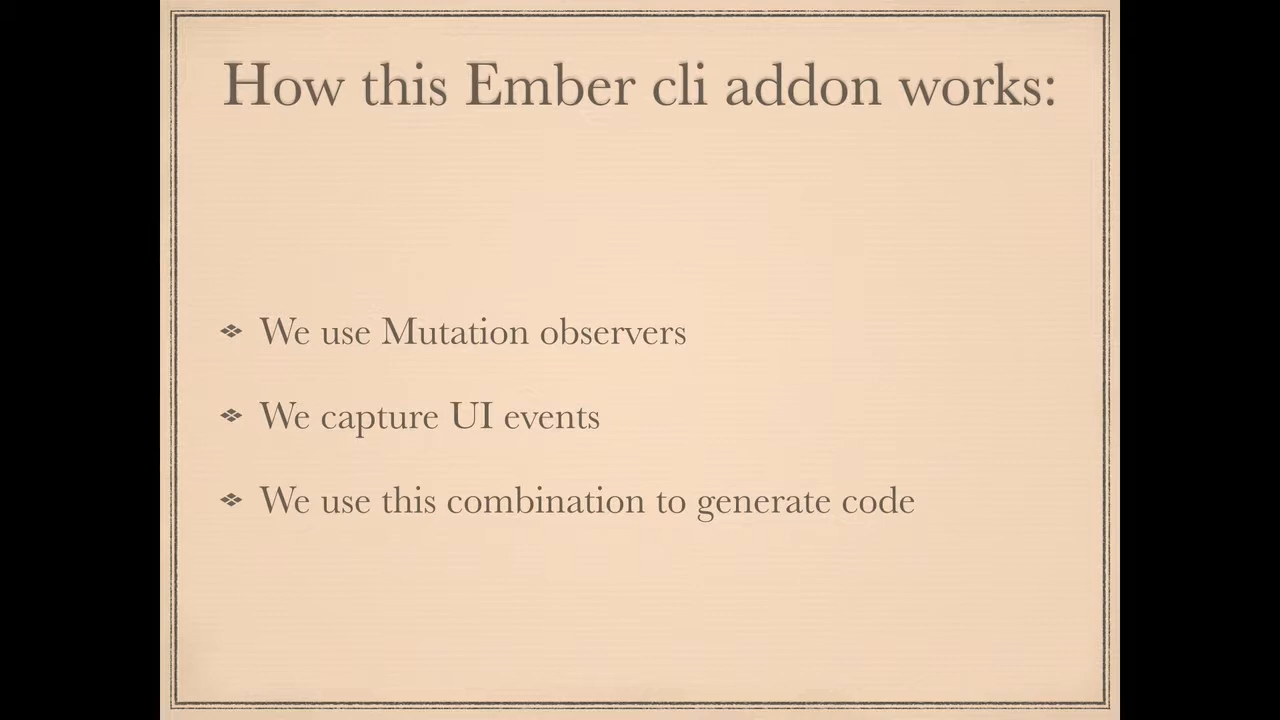 How this Ember cli addon works:
We use Mutation observers
We capture UI events
We use this combination to generate code